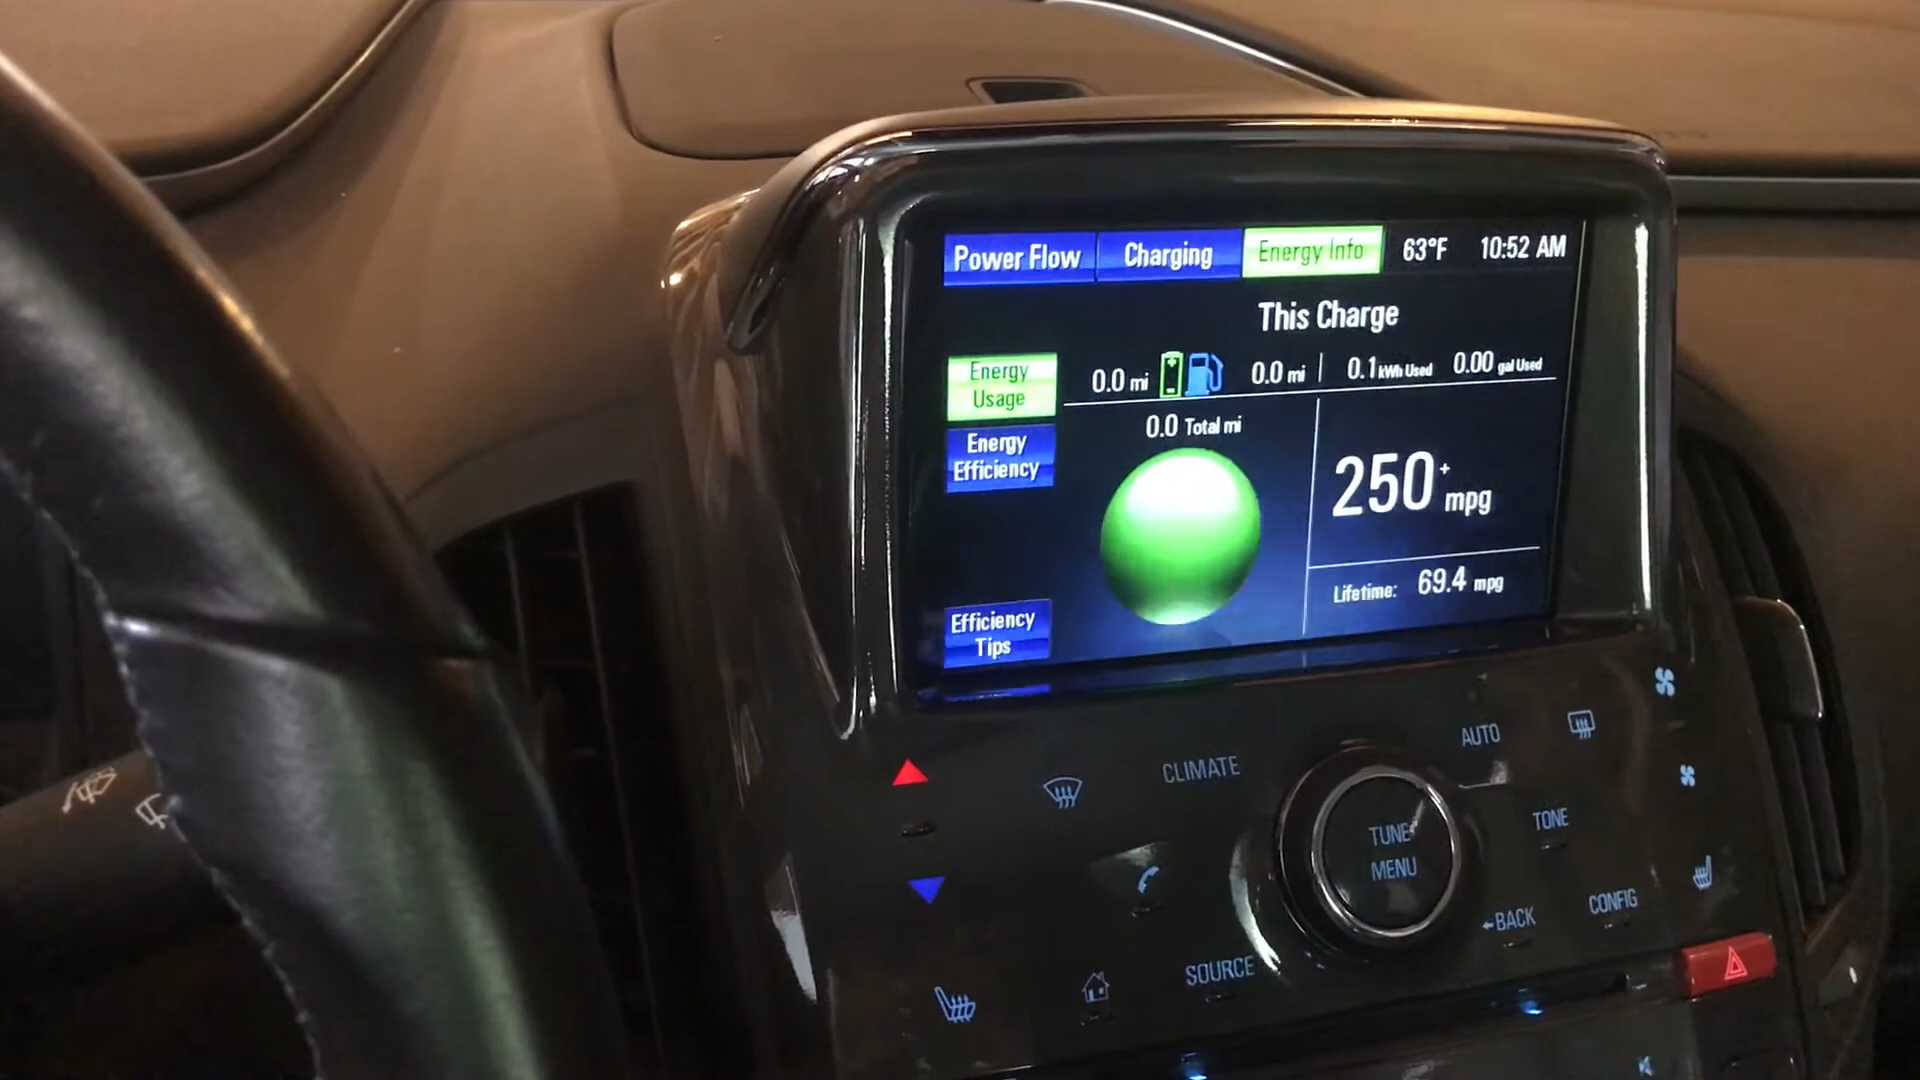 Power Flow Charging Energy Info 63°F 10:52 AM
This Charge
Energy Usage
0.0 mi 0.0 mi 0.1 kWh Used 0.00 gal Used
0.0 Total mi
Energy Efficiency
250+ mpg
Lifetime: 69.4 mpg
Efficiency Tips
AUTO
CLIMATE
TUNE
MENU
TONE
←BACK
CONFIG
SOURCE